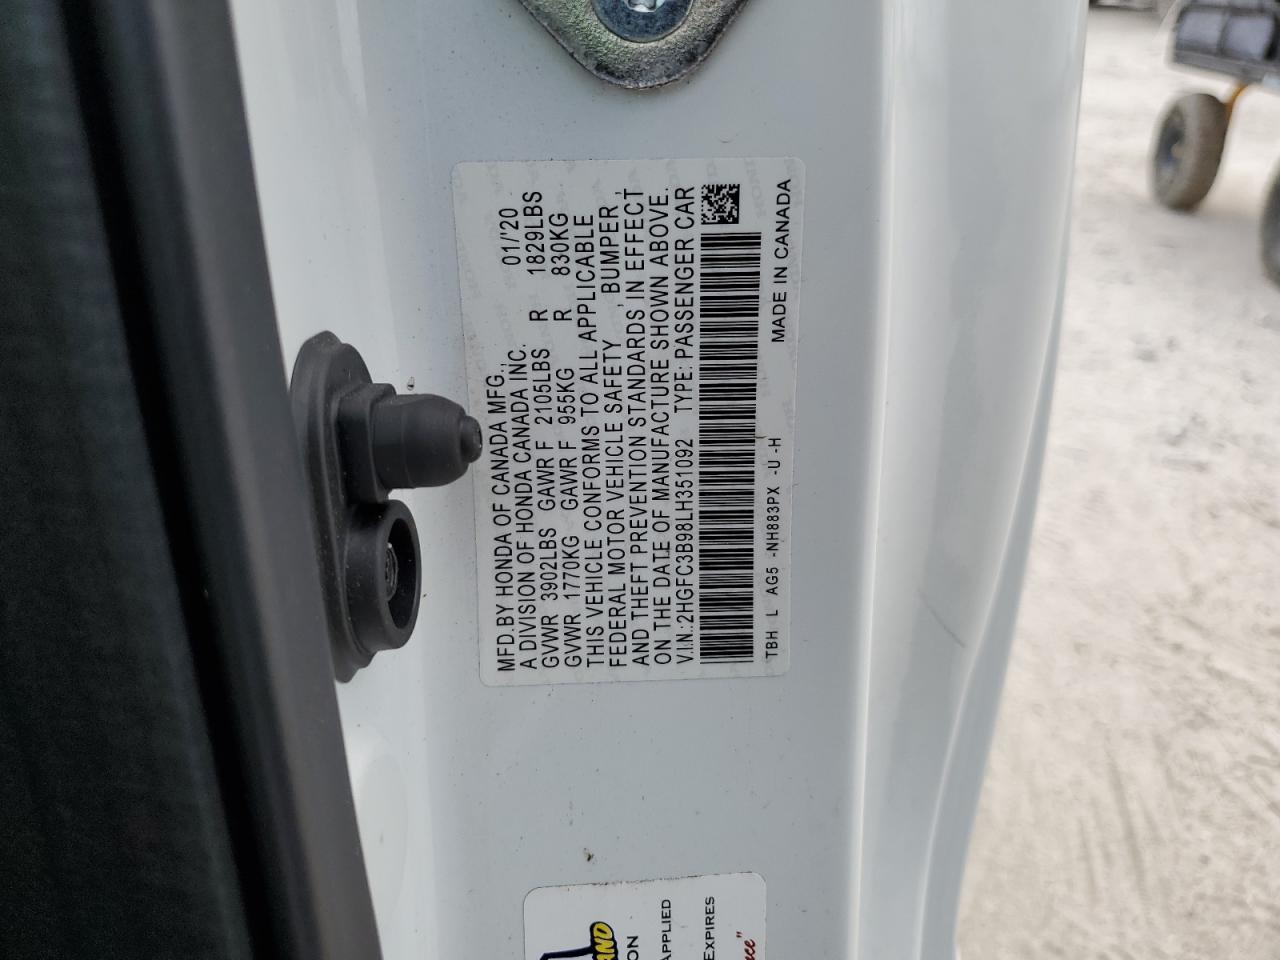 MFD.BY HONDA OF CANADA MFG., 01/'20
A DIVISION OF HONDA CANADA INC.
GVWR 3902LBS GAWR F 2105LBS R 1829LBS
GVWR 1770KG GAWR F 955KG R 830KG
THIS VEHICLE CONFORMS TO ALL APPLICABLE
FEDERAL MOTOR VEHICLE SAFETY, BUMPER,
AND THEFT PREVENTION STANDARDS IN EFFECT
ON THE DATE OF MANUFACTURE SHOWN ABOVE.
V.I.N.:2HGFC3B98LH351092 TYPE: PASSENGER CAR
TBH L AG5 -NH883PX -U -H MADE IN CANADA
AND
ON
APPLIED
EXPIRES
nce"